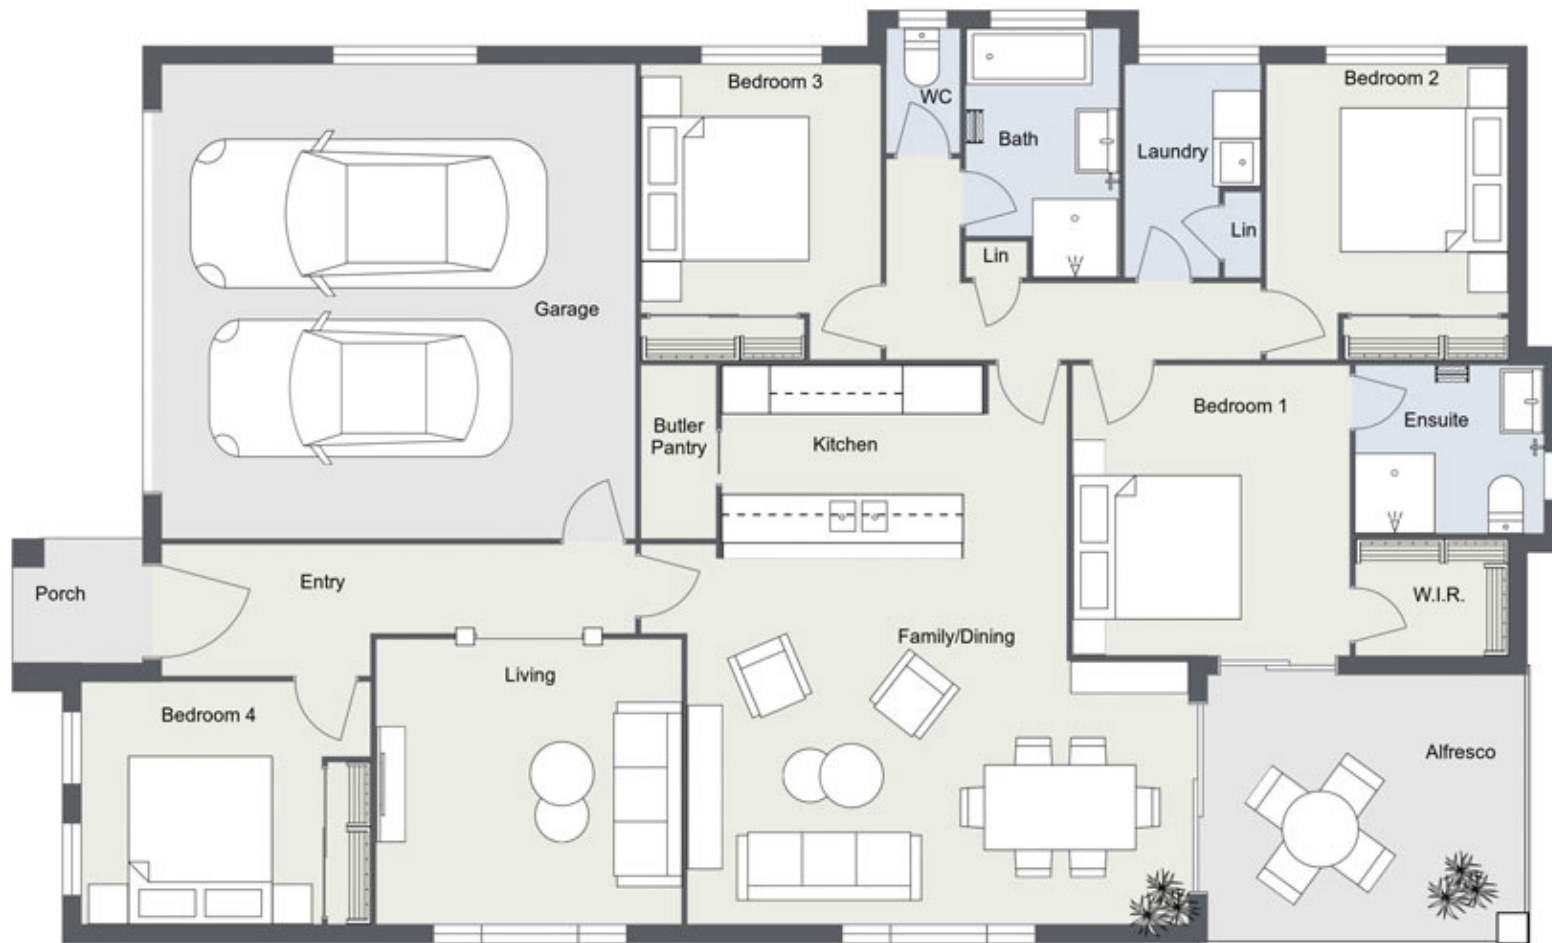 Bedroom 3
WC
Bath
Laundry
Bedroom 2
Lin
Lin
Garage
Butler
Pantry
Kitchen
Bedroom 1
Ensuite
Porch
Entry
W.I.R.
Family/Dining
Living
Bedroom 4
Alfresco